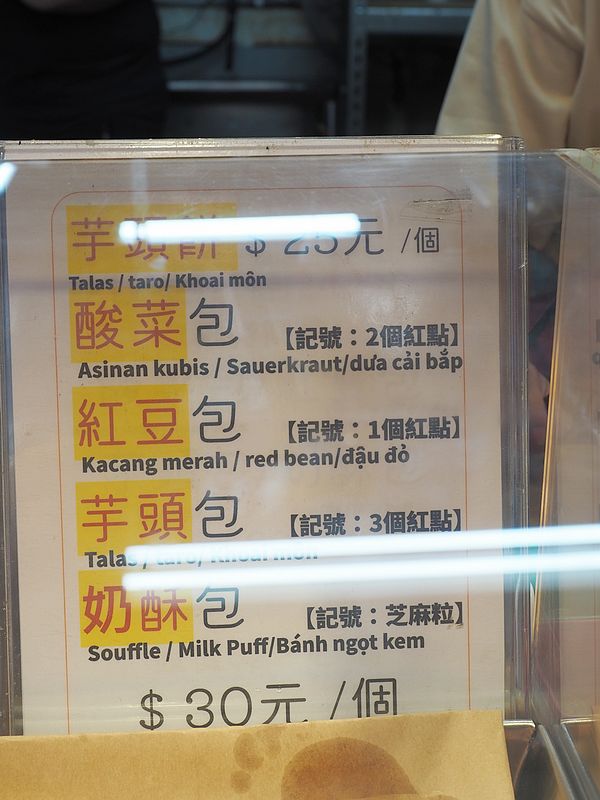 芋頭餅 $ 25元 /個
Talas / taro/ Khoai môn
酸菜包 【記號：2個紅點】
Asinan kubis / Sauerkraut/dưa cải bắp
紅豆包 【記號：1個紅點】
Kacang merah / red bean/đậu đỏ
芋頭包 【記號：3個紅點】
Talas / taro/ Khoai môn
奶酥包 【記號：芝麻粒】
Souffle / Milk Puff/Bánh ngọt kem
$ 30元 /個